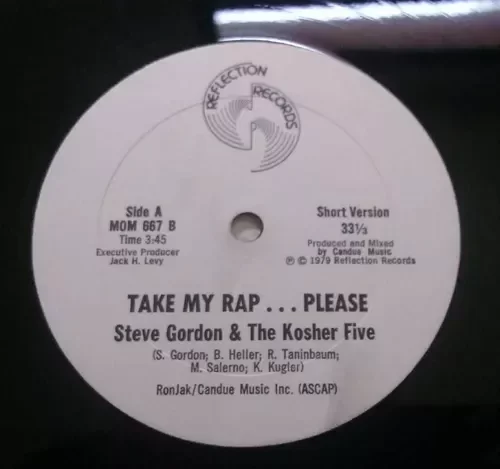 REFLECTION RECORDS
Side A
MOM 667 B
Time 3:45
Executive Producer
Jack H. Levy
Short Version
33⅓
Produced and Mixed
by Candue Music
℗ © 1979 Reflection Records
TAKE MY RAP . . . PLEASE
Steve Gordon & The Kosher Five
(S. Gordon; B. Heller; R. Taninbaum;
M. Salerno; K. Kugler)
RonJak/Candue Music Inc. (ASCAP)